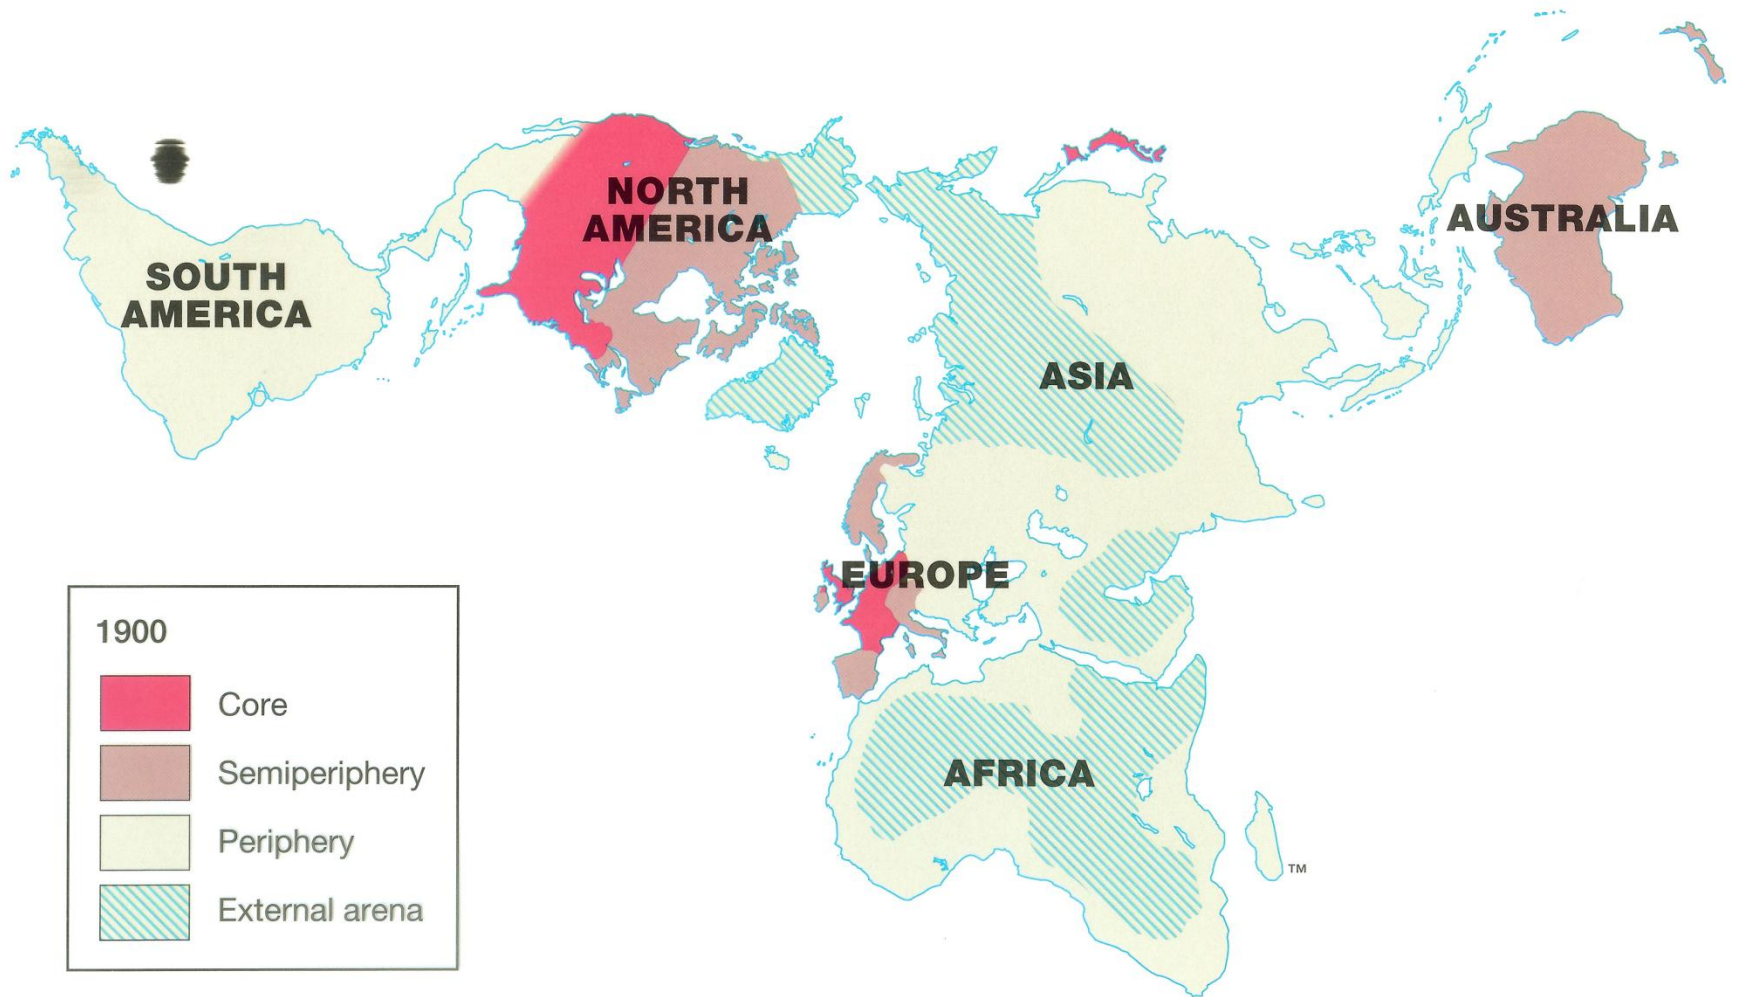 NORTH
AMERICA
AUSTRALIA
SOUTH
AMERICA
ASIA
EUROPE
AFRICA
TM
1900
Core
Semiperiphery
Periphery
External arena